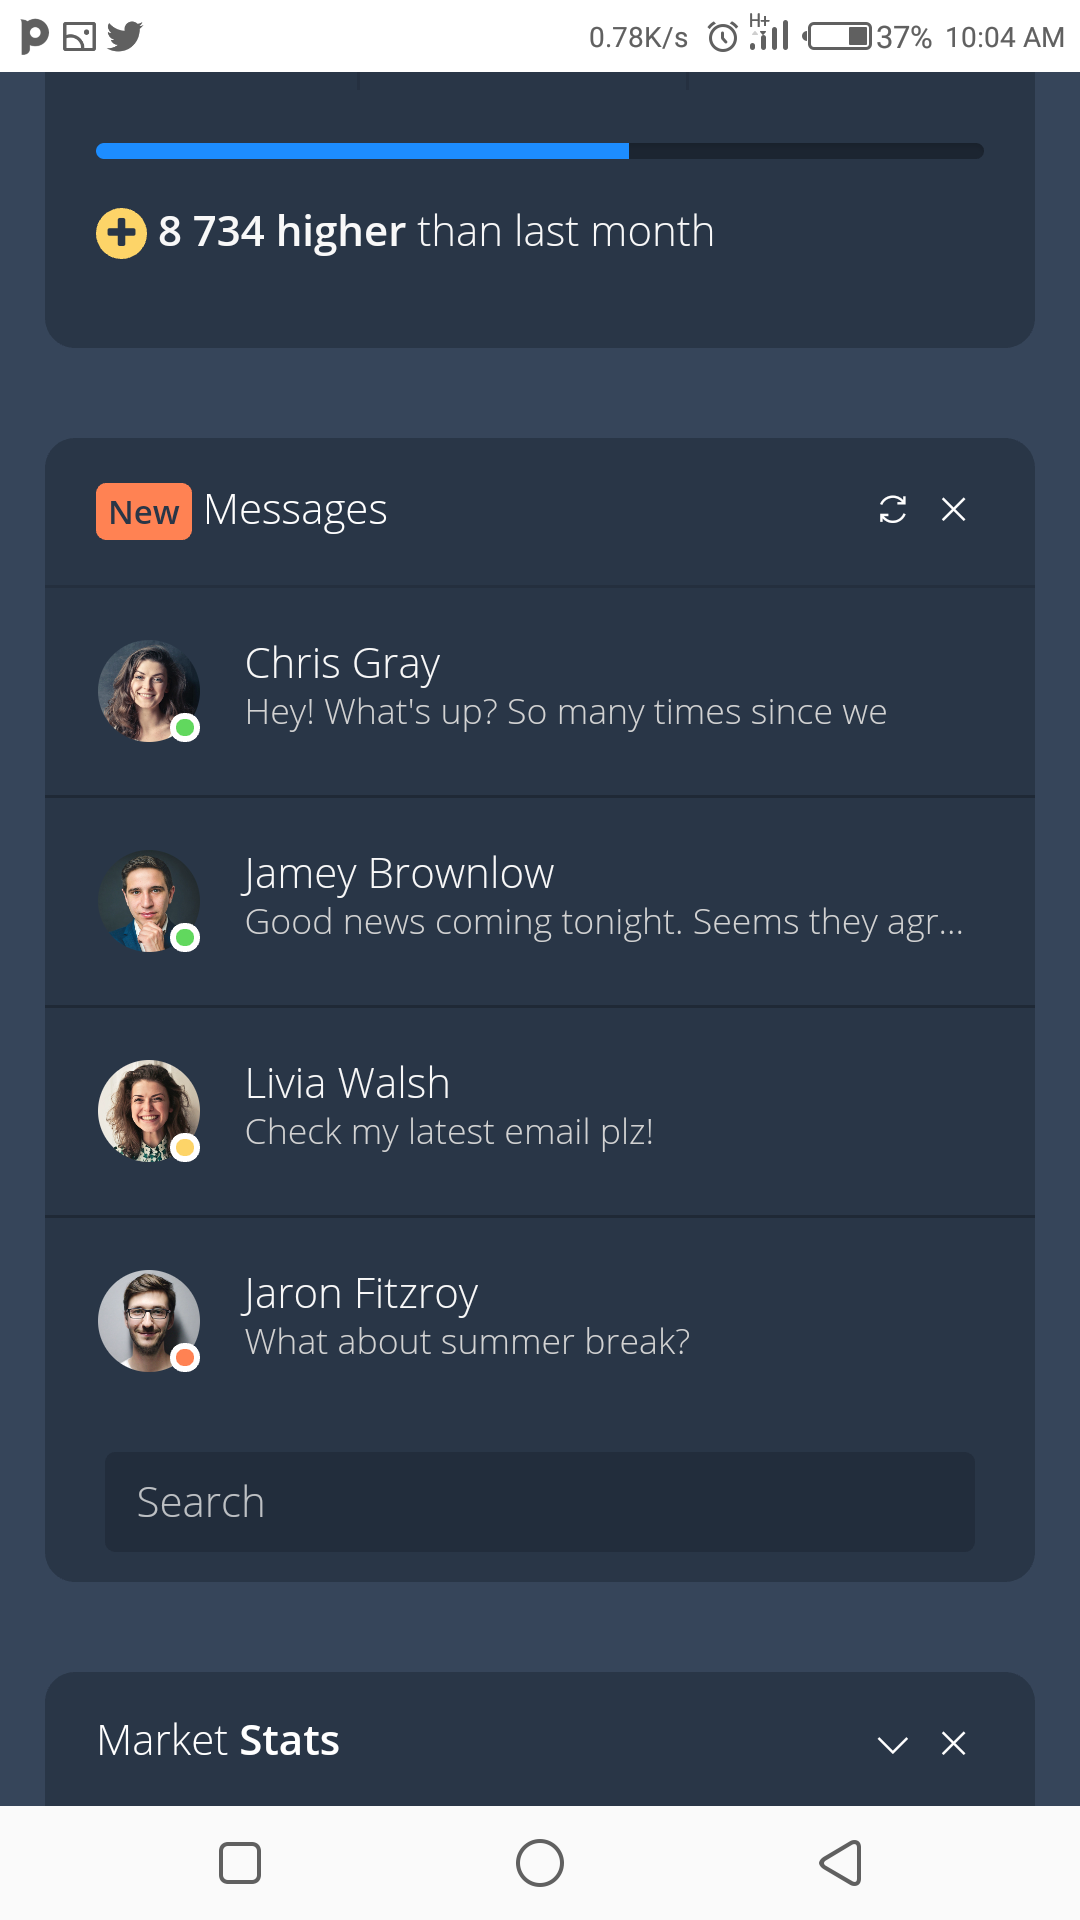 0.78K/s H+ 37% 10:04 AM
8 734 higher than last month
New Messages
Chris Gray
Hey! What's up? So many times since we
Jamey Brownlow
Good news coming tonight. Seems they agr...
Livia Walsh
Check my latest email plz!
Jaron Fitzroy
What about summer break?
Search
Market Stats